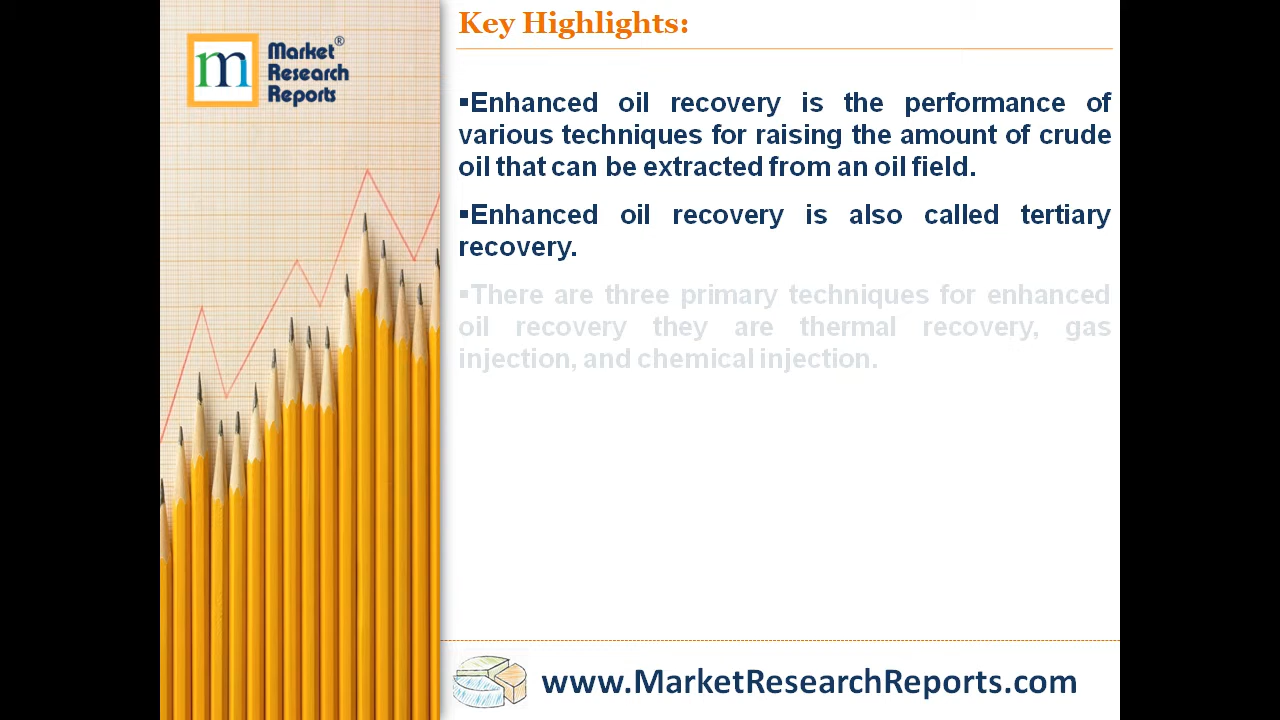 Key Highlights:
Market®
Research
Reports
▪Enhanced oil recovery is the performance of
various techniques for raising the amount of crude
oil that can be extracted from an oil field.
▪Enhanced oil recovery is also called tertiary
recovery.
▪There are three primary techniques for enhanced
oil recovery they are thermal recovery, gas
injection, and chemical injection.
www.MarketResearchReports.com